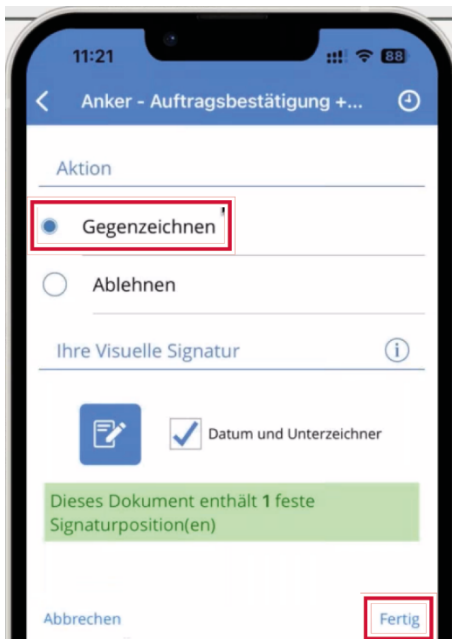 11:21
88
Anker - Auftragsbestätigung +...
Aktion
Gegenzeichnen
Ablehnen
Ihre Visuelle Signatur
i
Datum und Unterzeichner
Dieses Dokument enthält 1 feste
Signaturposition(en)
Abbrechen
Fertig